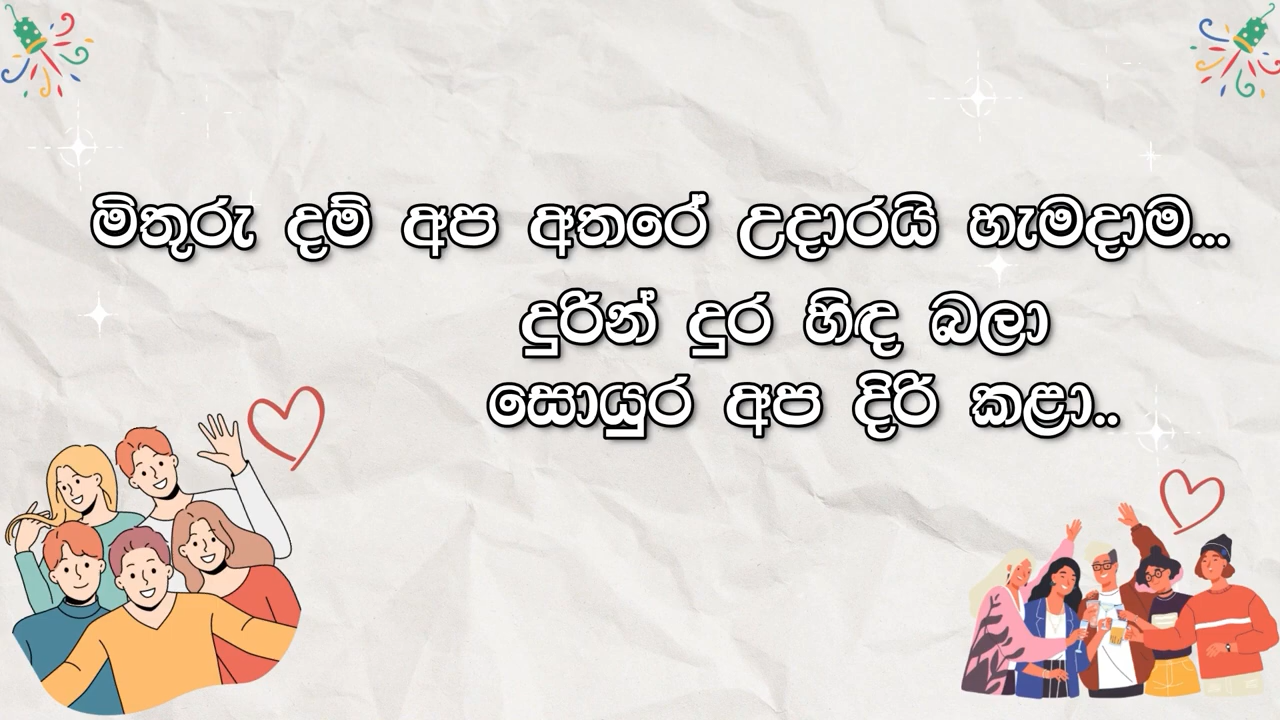 මිතුරු දම් අප අතරේ උදාරයි හැමදාම...
දුරින් දුර හිඳ බලා
සොයුර අප දිරි කළා..